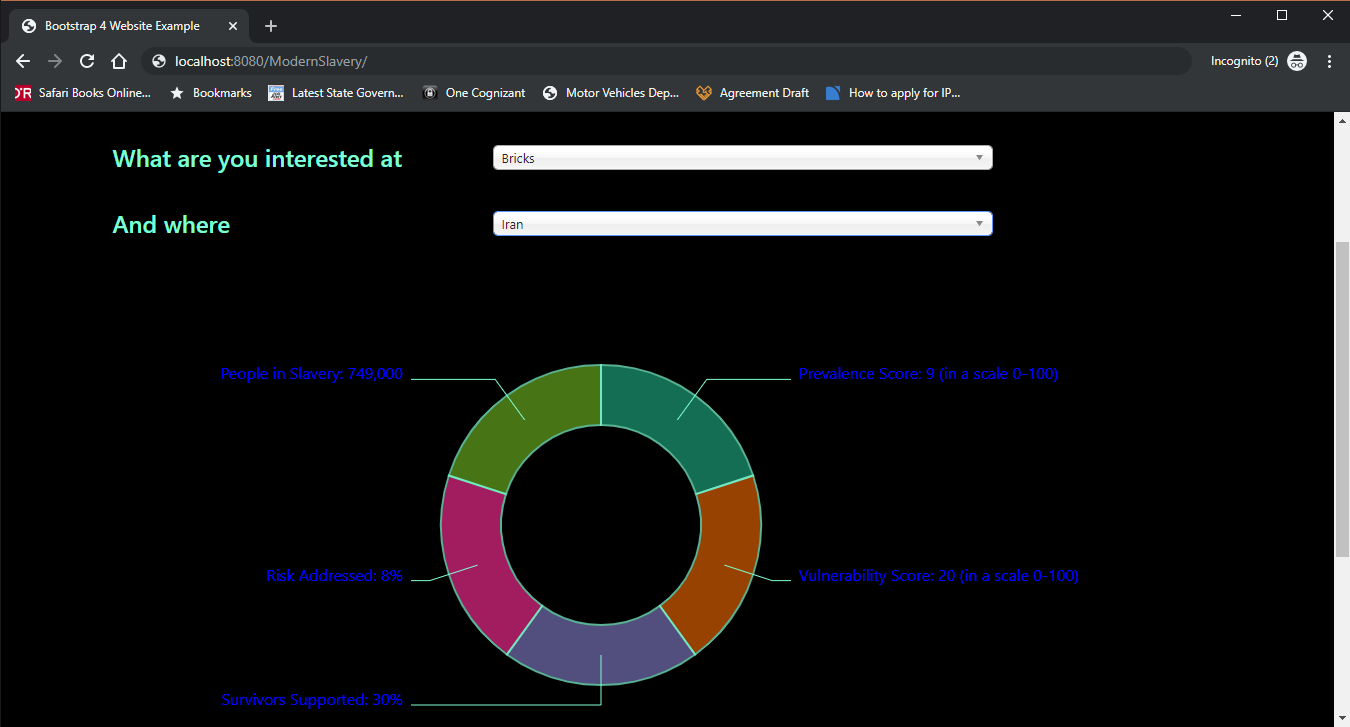 Bootstrap 4 Website Example
localhost:8080/ModernSlavery/
Incognito (2)
Safari Books Online... Bookmarks Latest State Govern... One Cognizant Motor Vehicles Dep... Agreement Draft How to apply for IP...
What are you interested at
Bricks
And where
Iran
People in Slavery: 749,000
Prevalence Score: 9 (in a scale 0-100)
Risk Addressed: 8%
Vulnerability Score: 20 (in a scale 0-100)
Survivors Supported: 30%